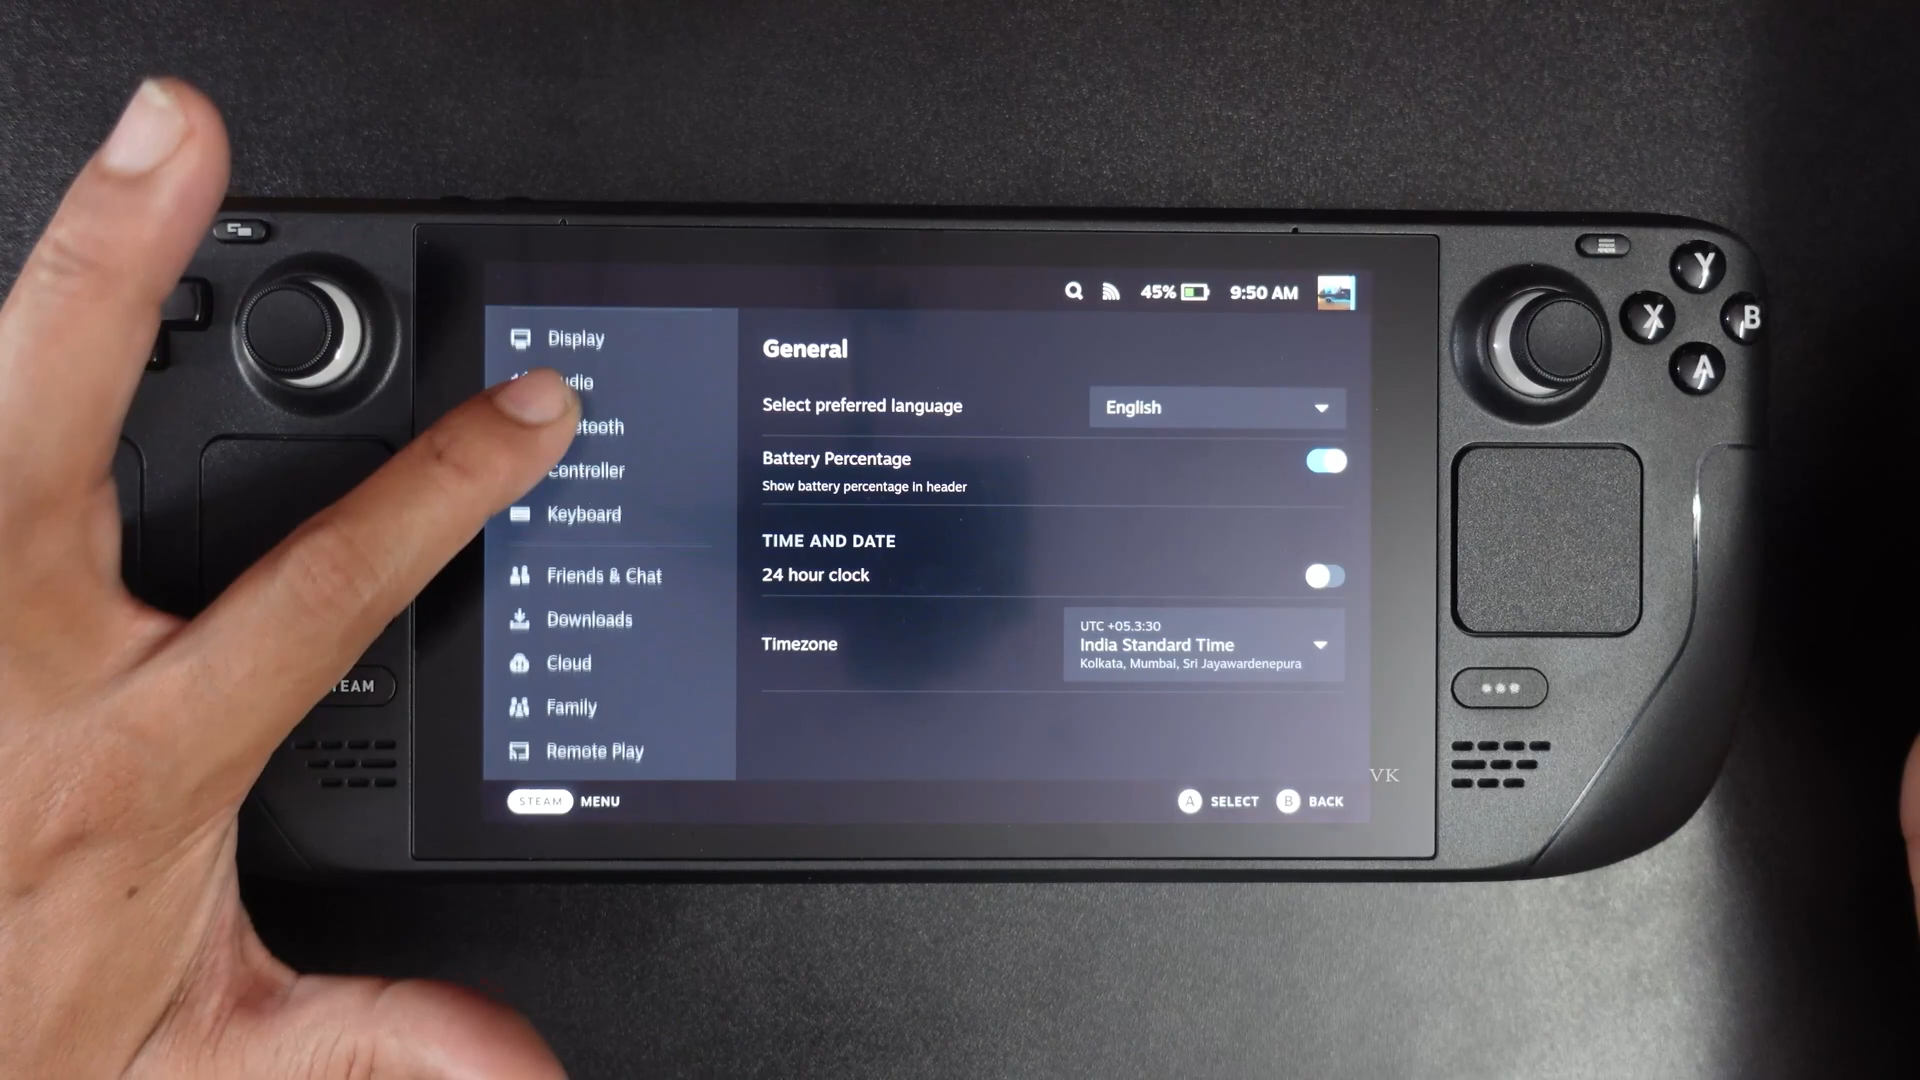 45%
9:50 AM
Display
Controller
Keyboard
Friends & Chat
Downloads
Cloud
Family
Remote Play
General
Select preferred language
English
Battery Percentage
Show battery percentage in header
TIME AND DATE
24 hour clock
Timezone
UTC +05.3:30
India Standard Time
Kolkata, Mumbai, Sri Jayawardenepura
STEAM MENU
A SELECT B BACK
VK
Y
X
B
A